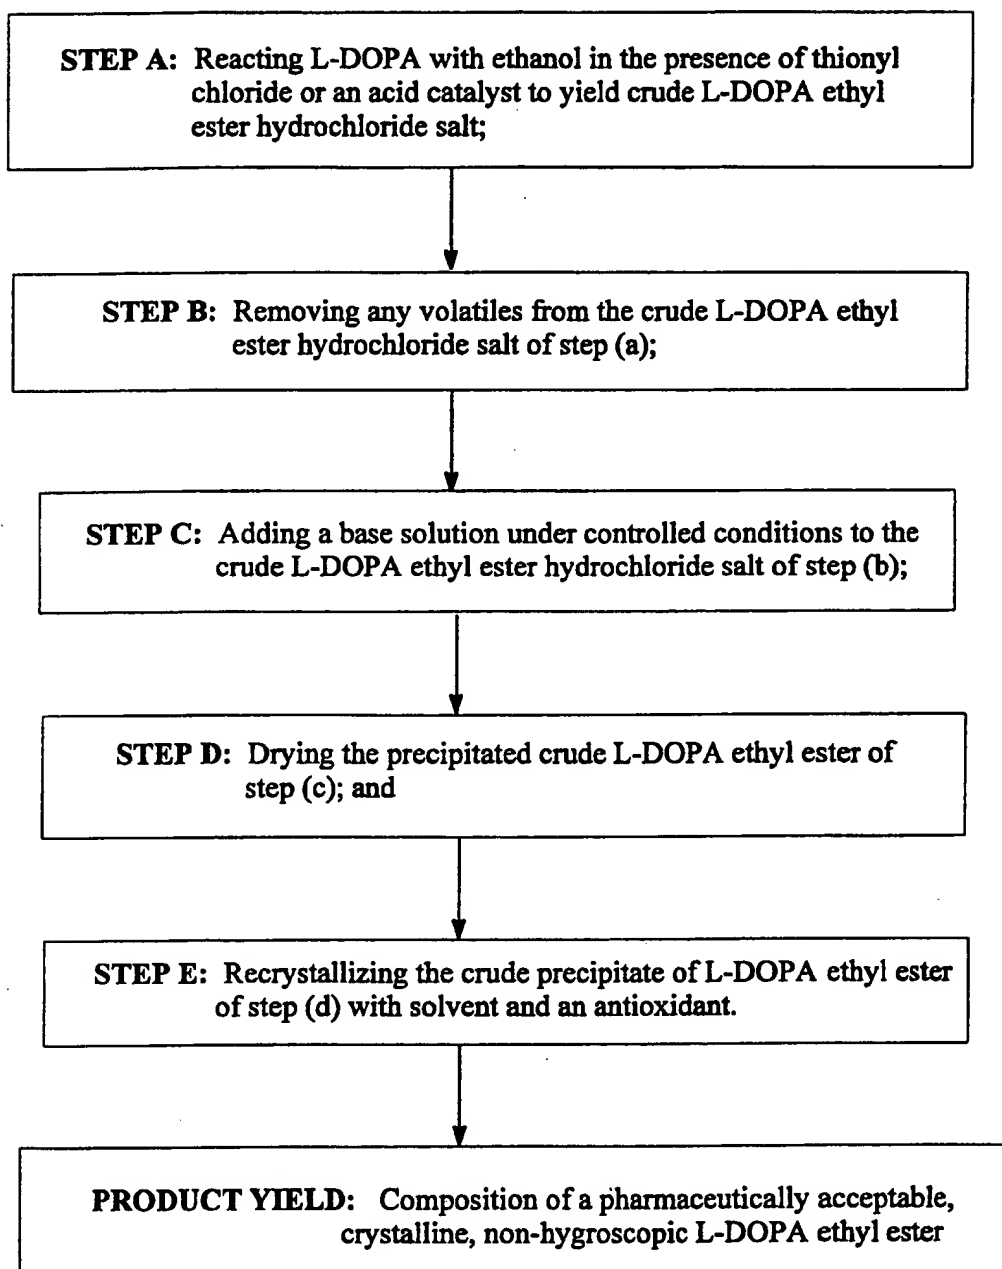 STEP A: Reacting L-DOPA with ethanol in the presence of thionyl
chloride or an acid catalyst to yield crude L-DOPA ethyl
ester hydrochloride salt;
STEP B: Removing any volatiles from the crude L-DOPA ethyl
ester hydrochloride salt of step (a);
STEP C: Adding a base solution under controlled conditions to the
crude L-DOPA ethyl ester hydrochloride salt of step (b);
STEP D: Drying the precipitated crude L-DOPA ethyl ester of
step (c); and
STEP E: Recrystallizing the crude precipitate of L-DOPA ethyl ester
of step (d) with solvent and an antioxidant.
PRODUCT YIELD: Composition of a pharmaceutically acceptable,
crystalline, non-hygroscopic L-DOPA ethyl ester